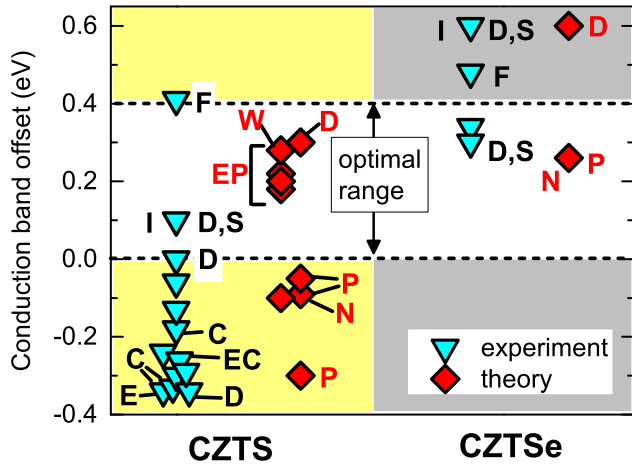 Conduction band offset (eV)
0.6
0.4
0.2
0.0
-0.2
-0.4
I D,S D
F
F
W D
EP
optimal
range
D,S
P
N
I D,S
D
P
N
C
EC
C
E D
P
experiment
theory
CZTS CZTSe